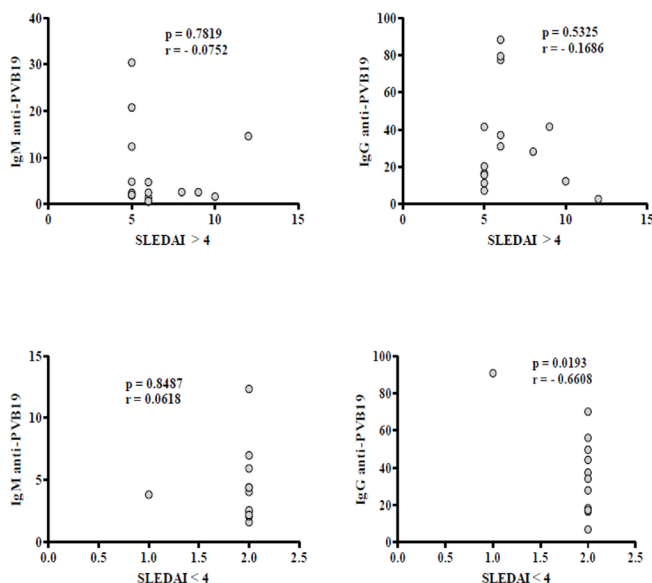 p = 0.7819
r = - 0.0752
IgM anti-PVB19
40
30
20
10
0
0
5
10
15
SLEDAI > 4
p = 0.5325
r = - 0.1686
IgG anti-PVB19
100
80
60
40
20
0
0
5
10
15
SLEDAI > 4
p = 0.8487
r = 0.0618
IgM anti-PVB19
15
10
5
0
0.0
0.5
1.0
1.5
2.0
2.5
SLEDAI < 4
p = 0.0193
r = - 0.6608
IgG anti-PVB19
100
80
60
40
20
0
0.0
0.5
1.0
1.5
2.0
2.5
SLEDAI < 4